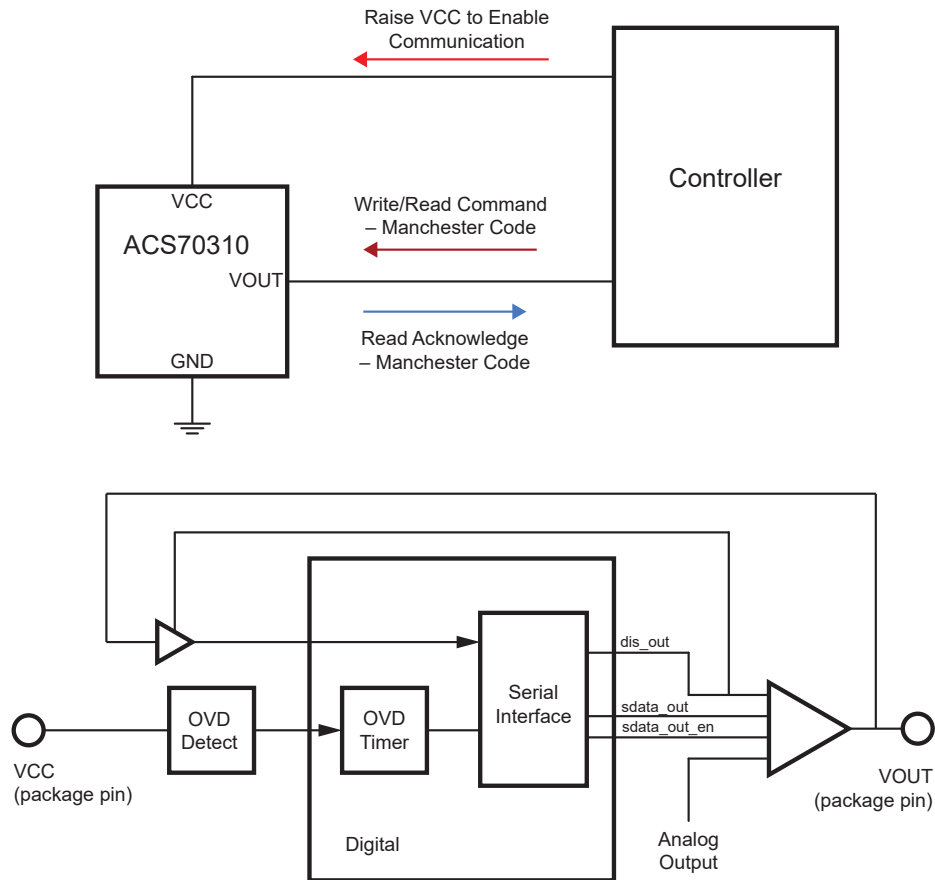 Raise VCC to Enable
Communication
Controller
VCC
ACS70310
VOUT
GND
Write/Read Command
– Manchester Code
Read Acknowledge
– Manchester Code
dis_out
Serial
Interface
sdata_out
sdata_out_en
OVD
Detect
OVD
Timer
VCC
(package pin)
VOUT
(package pin)
Digital
Analog
Output